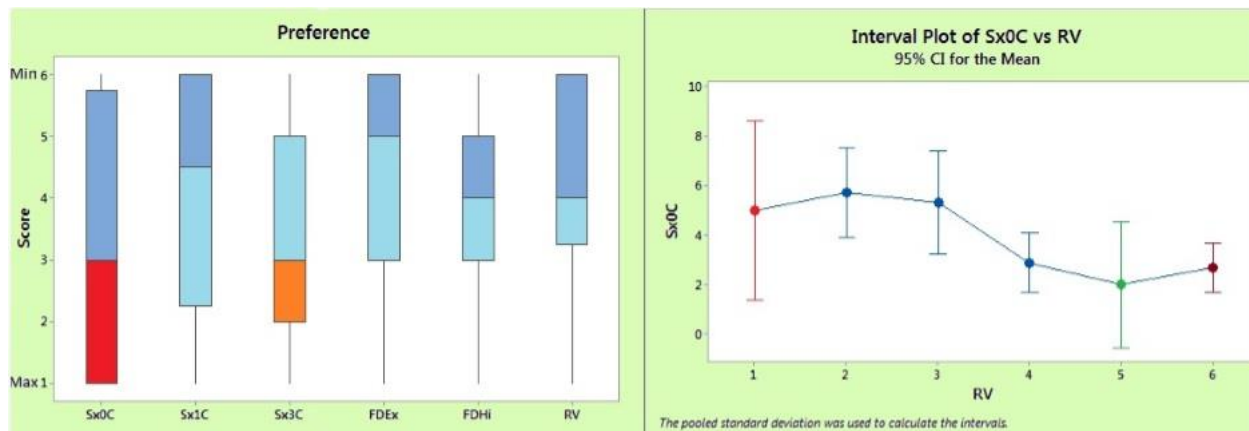 Preference
Min 6
5
4
3
2
Max 1
Score
Sx0C Sx1C Sx3C FDEx FDHi RV
Interval Plot of Sx0C vs RV
95% CI for the Mean
10
8
6
4
2
0
Sx0C
1 2 3 4 5 6
RV
The pooled standard deviation was used to calculate the intervals.